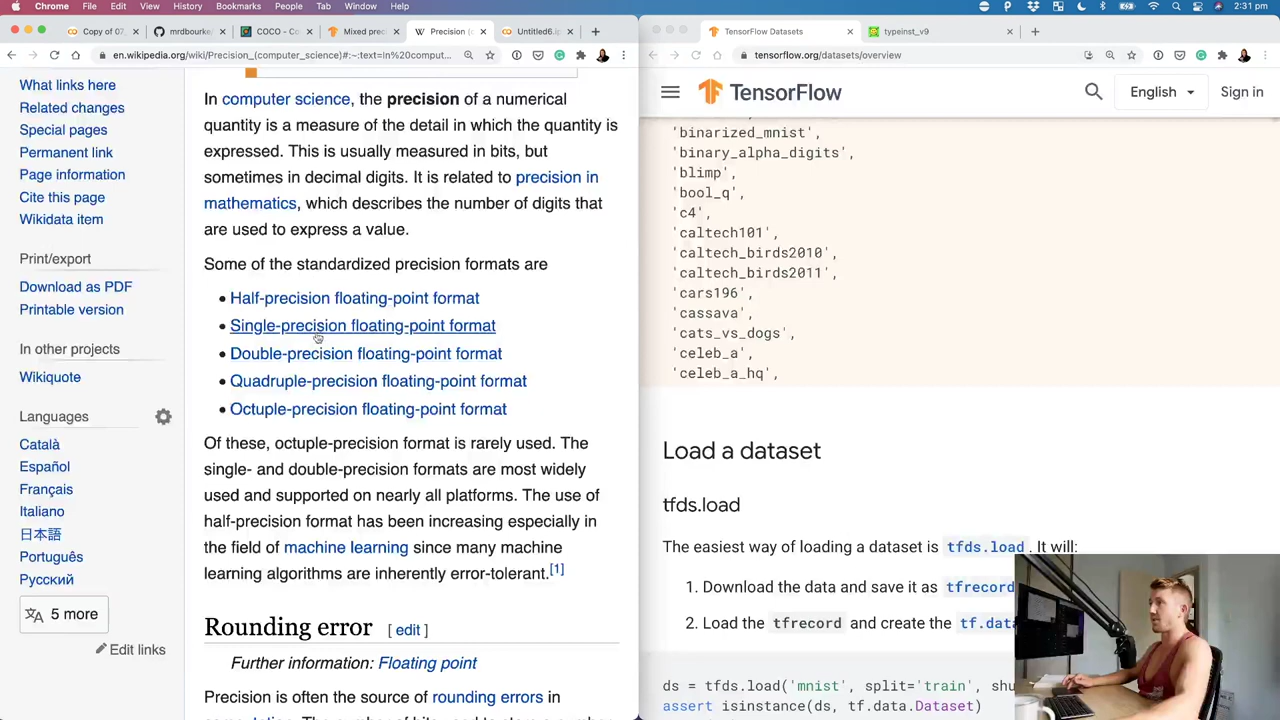 Chrome File Edit View History Bookmarks People Tab Window Help 2:31 pm
Copy of 07. mrdbourke COCO - Co Mixed prec Precision (c Untitled6.ip
TensorFlow Datasets typeinst_v9
en.wikipedia.org/wiki/Precision_(computer_science)#:~:text=In%20comput...
tensorflow.org/datasets/overview
What links here
Related changes
Special pages
Permanent link
Page information
Cite this page
Wikidata item
Print/export
Download as PDF
Printable version
In other projects
Wikiquote
Languages
Català
Español
Français
Italiano
日本語
Português
Русский
5 more
Edit links
In computer science, the precision of a numerical
quantity is a measure of the detail in which the quantity is
expressed. This is usually measured in bits, but
sometimes in decimal digits. It is related to precision in
mathematics, which describes the number of digits that
are used to express a value.
Some of the standardized precision formats are
• Half-precision floating-point format
• Single-precision floating-point format
• Double-precision floating-point format
• Quadruple-precision floating-point format
• Octuple-precision floating-point format
Of these, octuple-precision format is rarely used. The
single- and double-precision formats are most widely
used and supported on nearly all platforms. The use of
half-precision format has been increasing especially in
the field of machine learning since many machine
learning algorithms are inherently error-tolerant.[1]
Rounding error [ edit ]
Further information: Floating point
Precision is often the source of rounding errors in
TensorFlow
English
Sign in
'binarized_mnist',
'binary_alpha_digits',
'blimp',
'bool_q',
'c4',
'caltech101',
'caltech_birds2010',
'caltech_birds2011',
'cars196',
'cassava',
'cats_vs_dogs',
'celeb_a',
'celeb_a_hq',
Load a dataset
tfds.load
The easiest way of loading a dataset is tfds.load. It will:
1. Download the data and save it as tfrecord
2. Load the tfrecord and create the tf.dat
ds = tfds.load('mnist', split='train', shu
assert isinstance(ds, tf.data.Dataset)